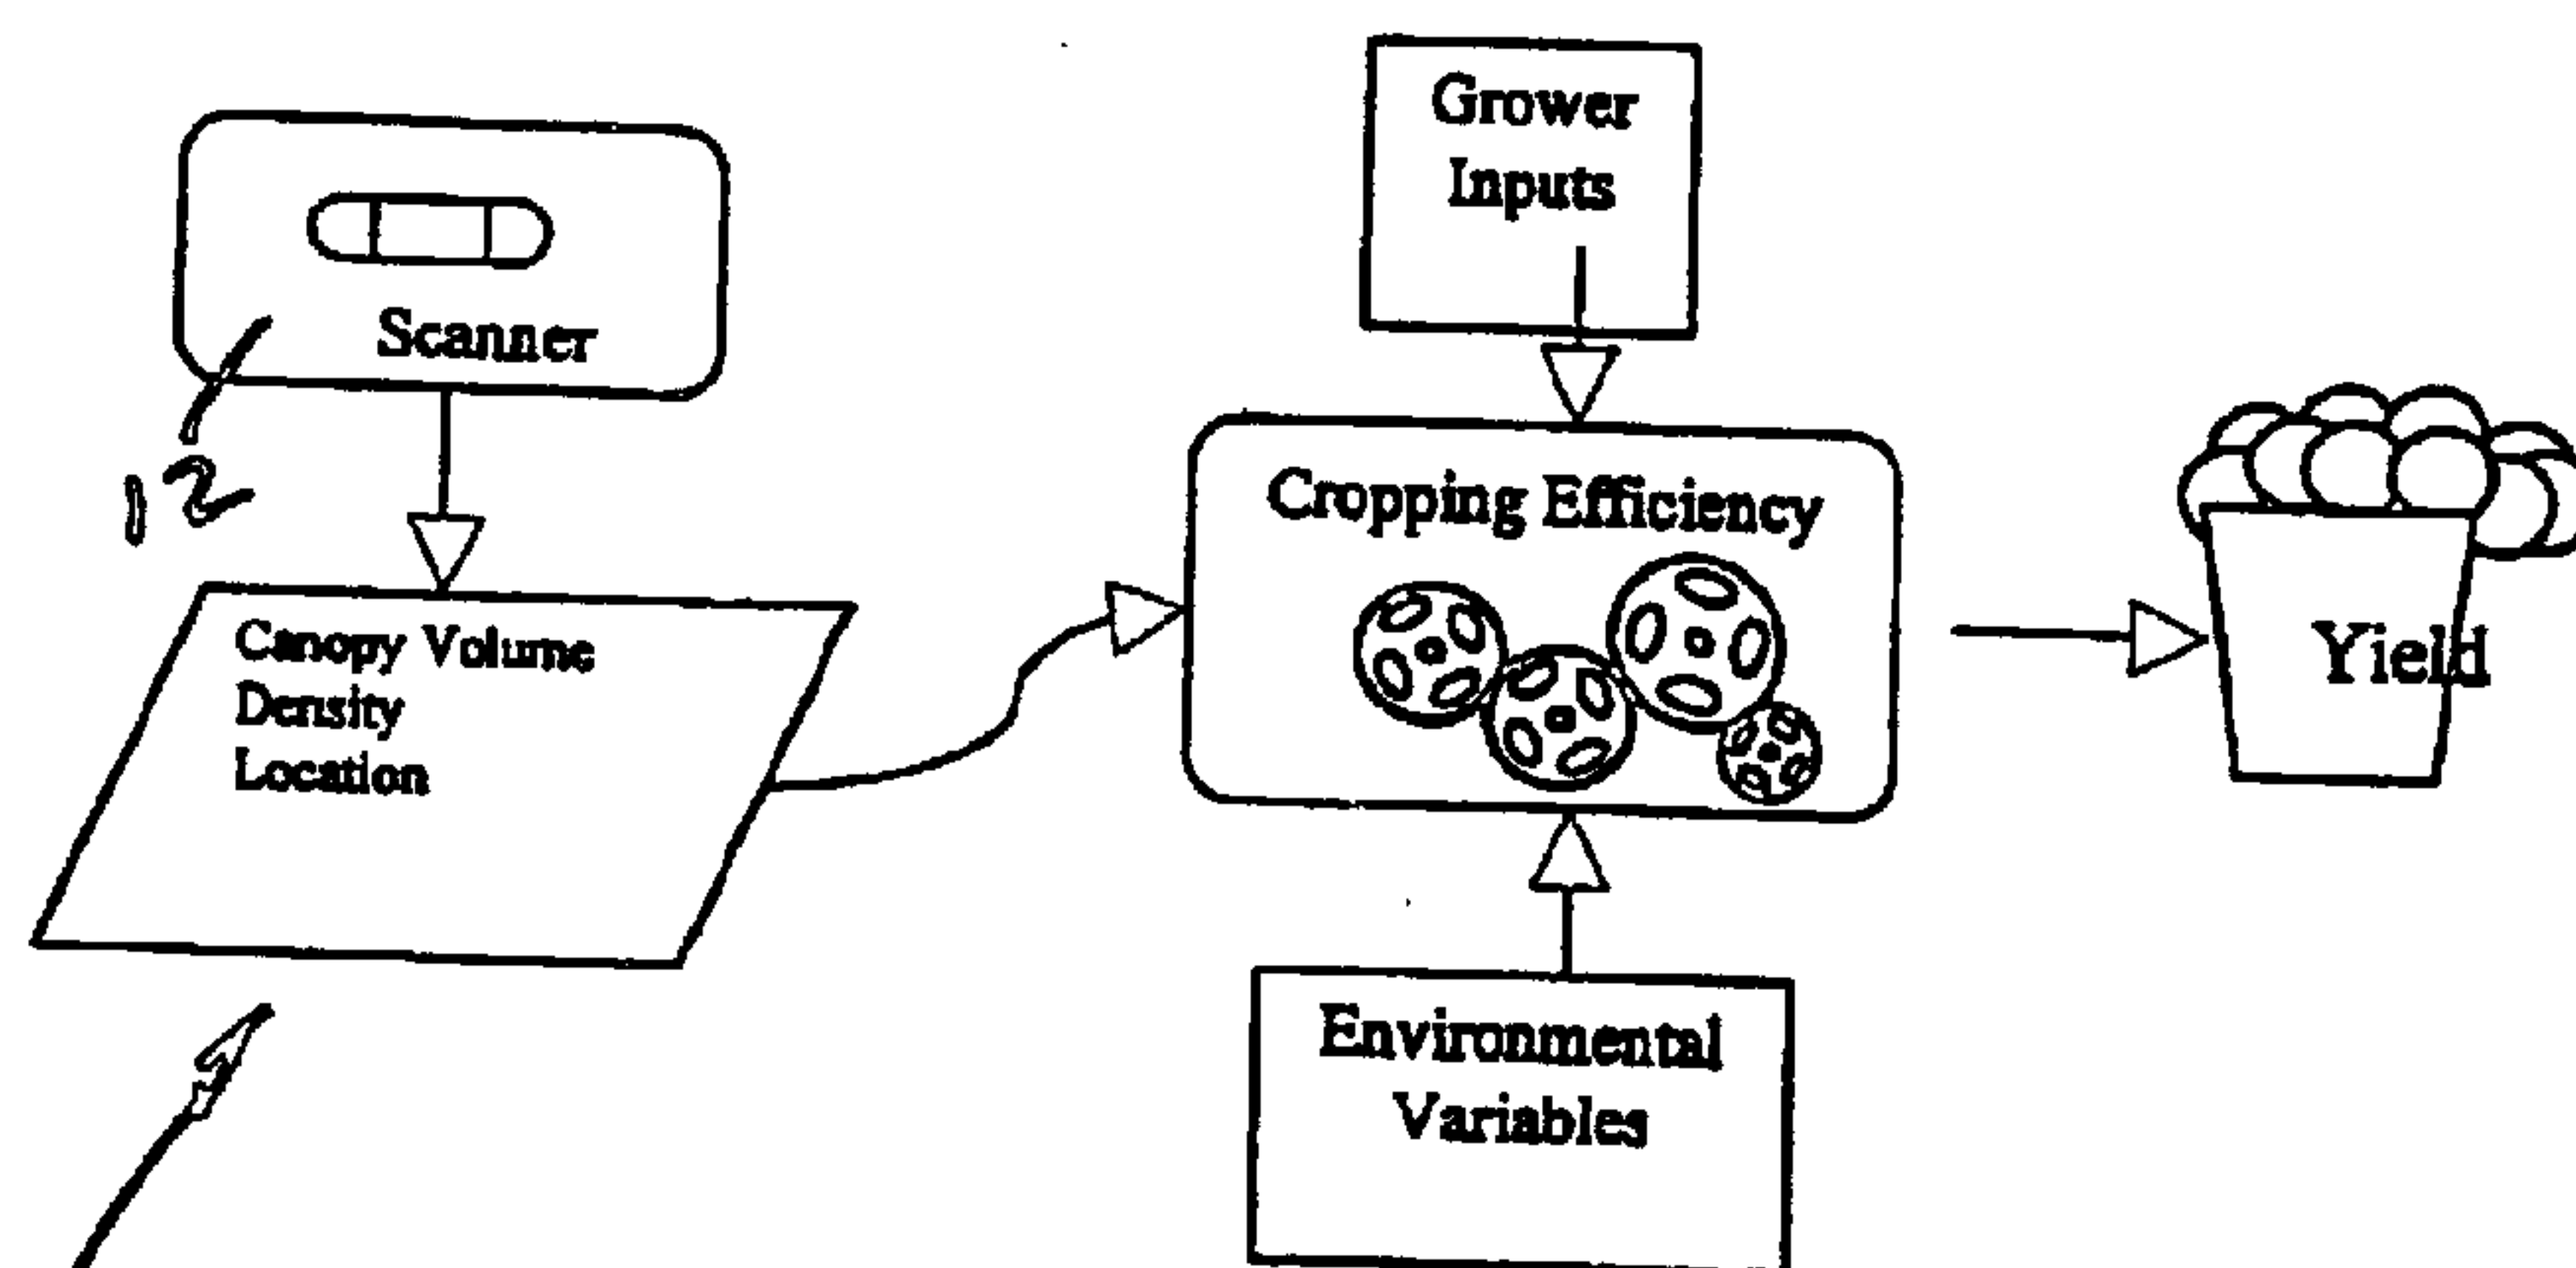 Scanner
12
Canopy Volume
Density
Location
Grower
Inputs
Cropping Efficiency
Environmental
Variables
Yield